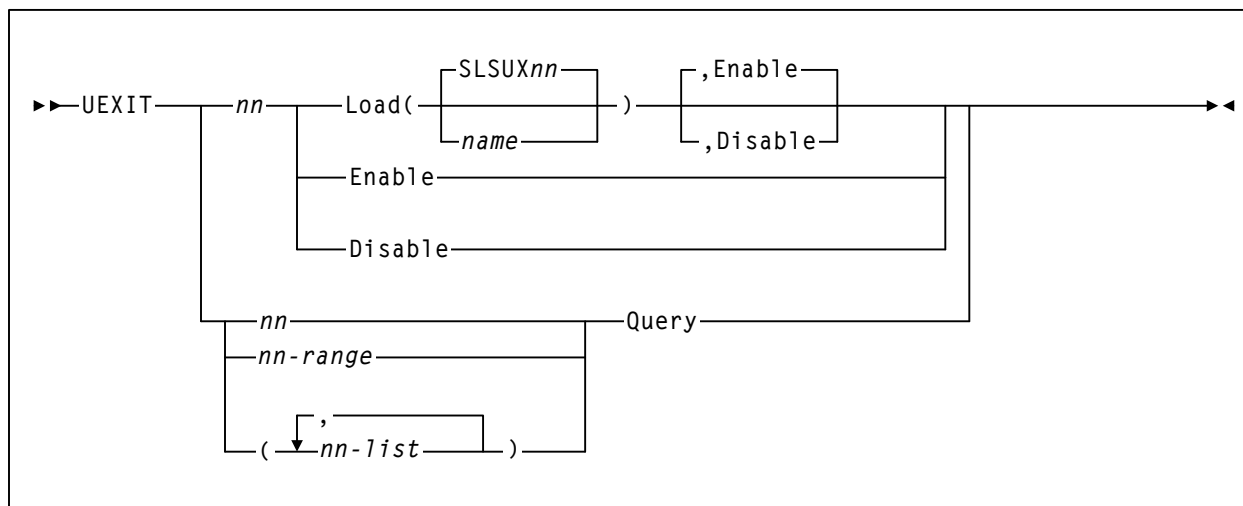 SLSUXnn ,Enable
UEXIT nn Load( ) 
name ,Disable
Enable
Disable
nn Query
nn-range
,
( nn-list )